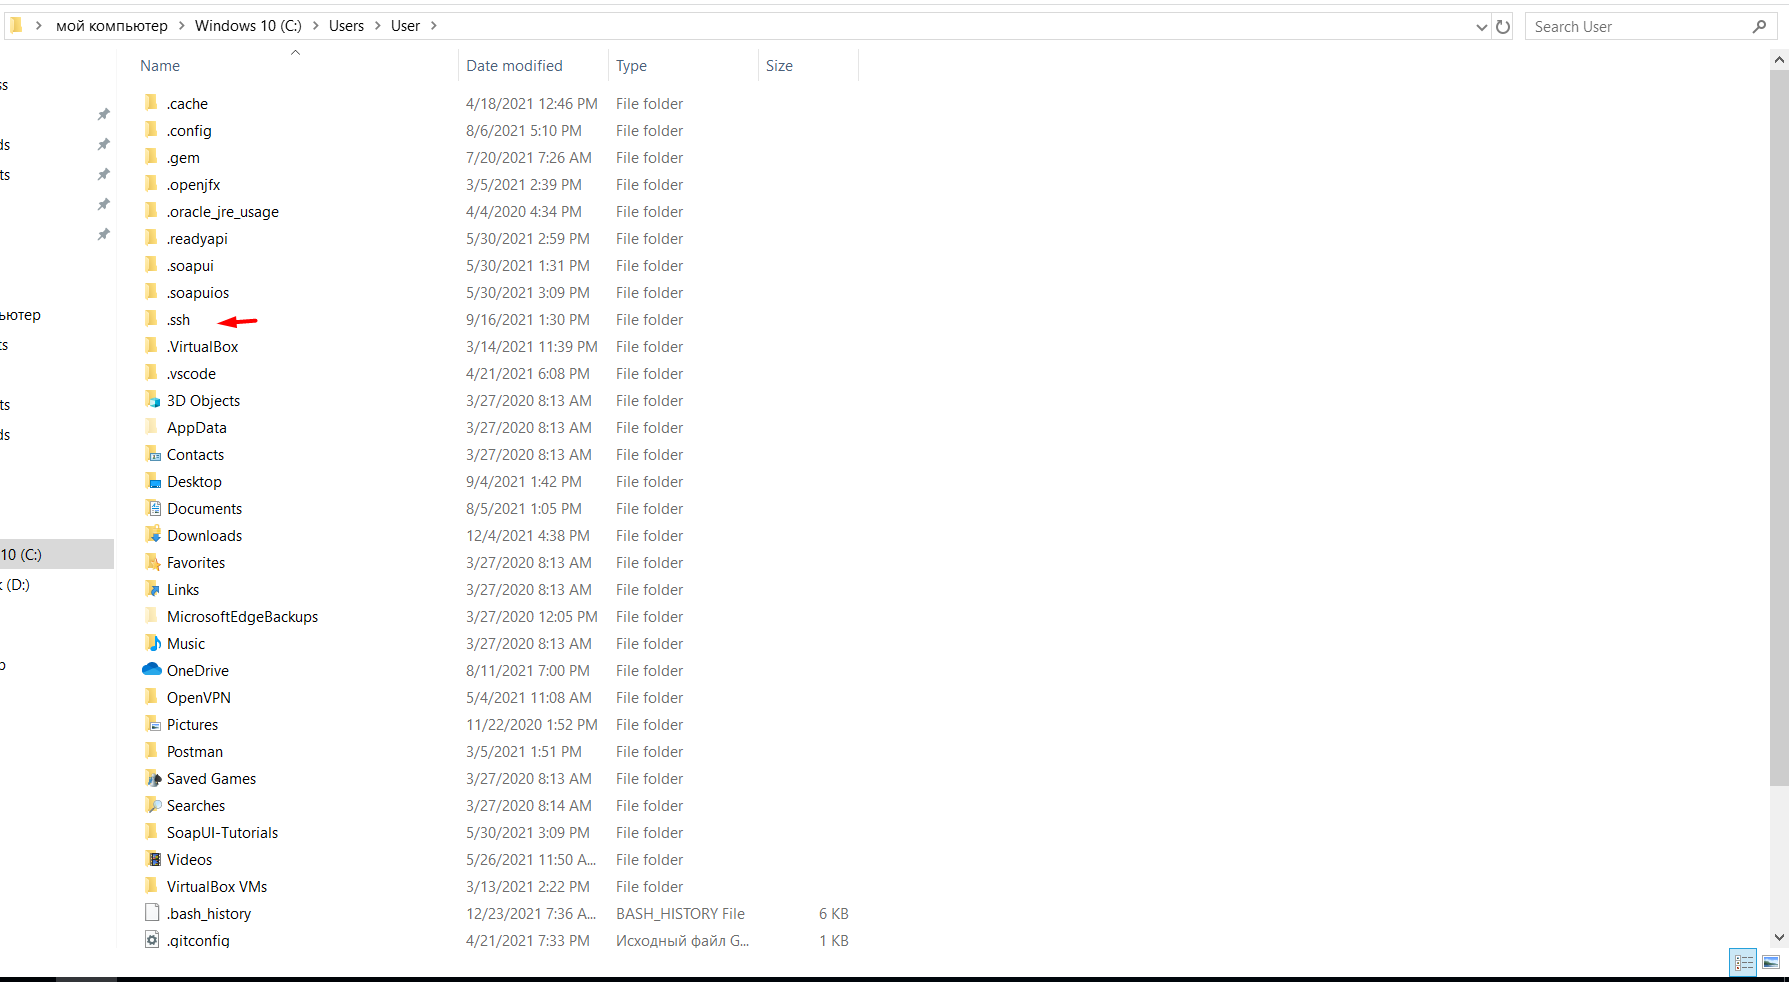 мой компьютер Windows 10 (C:) Users User Search User
Name Date modified Type Size
.cache 4/18/2021 12:46 PM File folder
.config 8/6/2021 5:10 PM File folder
.gem 7/20/2021 7:26 AM File folder
.openjfx 3/5/2021 2:39 PM File folder
.oracle_jre_usage 4/4/2020 4:34 PM File folder
.readyapi 5/30/2021 2:59 PM File folder
.soapui 5/30/2021 1:31 PM File folder
.soapuios 5/30/2021 3:09 PM File folder
.ssh 9/16/2021 1:30 PM File folder
.VirtualBox 3/14/2021 11:39 PM File folder
.vscode 4/21/2021 6:08 PM File folder
3D Objects 3/27/2020 8:13 AM File folder
AppData 3/27/2020 8:13 AM File folder
Contacts 3/27/2020 8:13 AM File folder
Desktop 9/4/2021 1:42 PM File folder
Documents 8/5/2021 1:05 PM File folder
Downloads 12/4/2021 4:38 PM File folder
10 (C:)
Favorites 3/27/2020 8:13 AM File folder
(D:)
Links 3/27/2020 8:13 AM File folder
MicrosoftEdgeBackups 3/27/2020 12:05 PM File folder
Music 3/27/2020 8:13 AM File folder
OneDrive 8/11/2021 7:00 PM File folder
OpenVPN 5/4/2021 11:08 AM File folder
Pictures 11/22/2020 1:52 PM File folder
Postman 3/5/2021 1:51 PM File folder
Saved Games 3/27/2020 8:13 AM File folder
Searches 3/27/2020 8:14 AM File folder
SoapUI-Tutorials 5/30/2021 3:09 PM File folder
Videos 5/26/2021 11:50 A... File folder
VirtualBox VMs 3/13/2021 2:22 PM File folder
.bash_history 12/23/2021 7:36 A... BASH_HISTORY File 6 KB
.gitconfig 4/21/2021 7:33 PM Исходный файл G... 1 KB